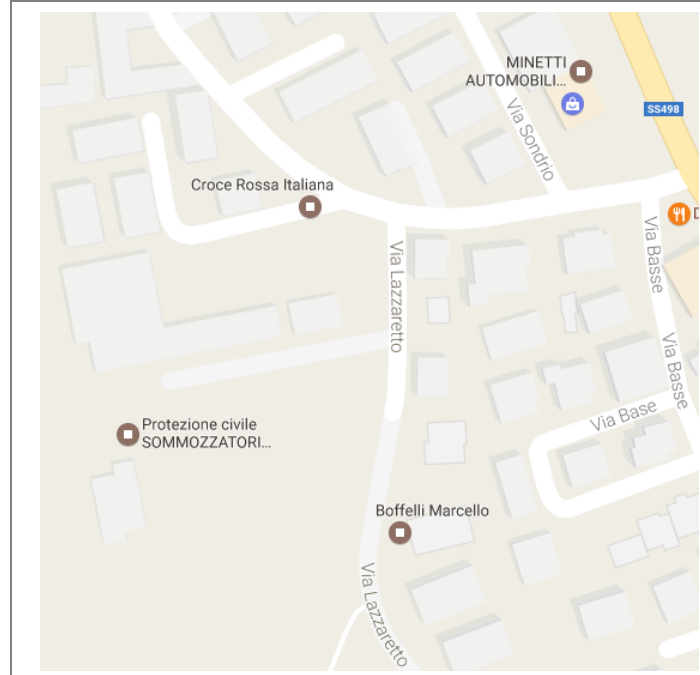 MINETTI
AUTOMOBILI...
SS498
Via Sondrio
Croce Rossa Italiana
D
Via Basse
Via Lazzaretto
Via Basse
Via Base
Protezione civile
SOMMOZZATORI...
Boffelli Marcello
Via Lazzaretto